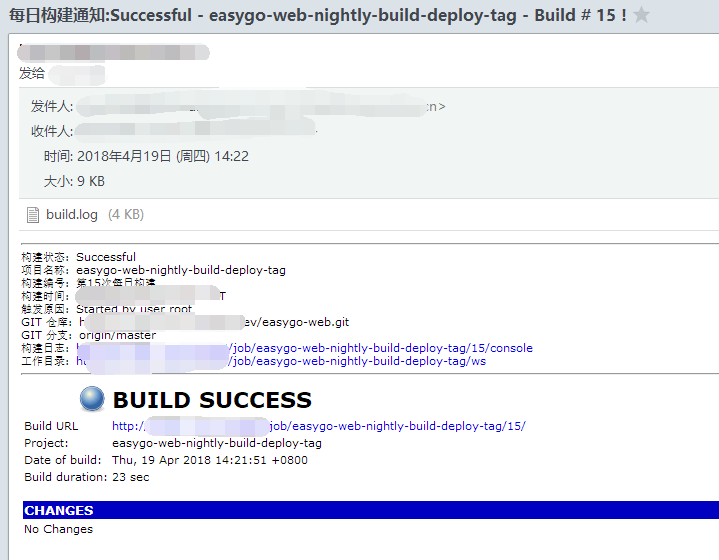 每日构建通知:Successful - easygo-web-nightly-build-deploy-tag - Build # 15 !
发给
发件人: cn>
收件人:
时间: 2018年4月19日 (周四) 14:22
大小: 9 KB
build.log (4 KB)
构建状态: Successful
项目名称: easygo-web-nightly-build-deploy-tag
构建编号: 第15次每日构建
构建时间: T
触发原因: Started by user root
GIT 仓库: h ev/easygo-web.git
GIT 分支: origin/master
构建日志: h /job/easygo-web-nightly-build-deploy-tag/15/console
工作目录: h /job/easygo-web-nightly-build-deploy-tag/ws
BUILD SUCCESS
Build URL http:/ job/easygo-web-nightly-build-deploy-tag/15/
Project: easygo-web-nightly-build-deploy-tag
Date of build: Thu, 19 Apr 2018 14:21:51 +0800
Build duration: 23 sec
CHANGES
No Changes